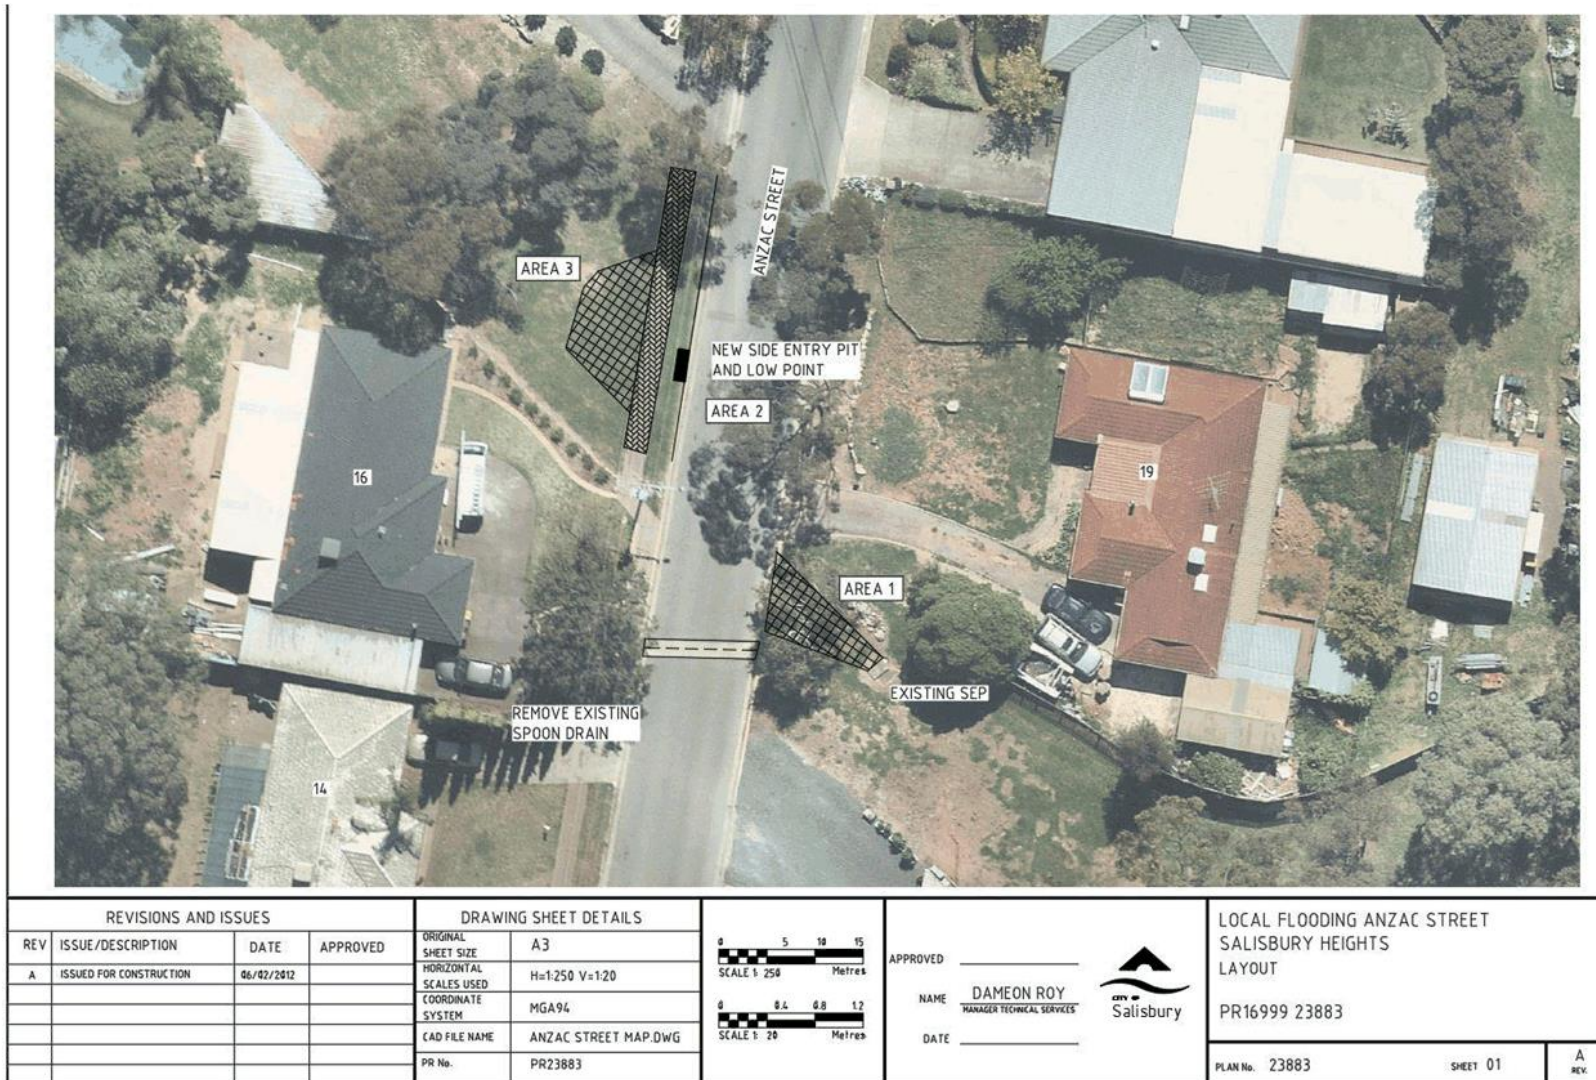 ANZAC STREET
AREA 3
NEW SIDE ENTRY PIT
AND LOW POINT
AREA 2
16
19
AREA 1
EXISTING SEP
REMOVE EXISTING
SPOON DRAIN
14
REVISIONS AND ISSUES
REV ISSUE/DESCRIPTION DATE APPROVED
A ISSUED FOR CONSTRUCTION 06/02/2012
DRAWING SHEET DETAILS
ORIGINAL
SHEET SIZE
A3
HORIZONTAL
SCALES USED
H=1:250 V=1:20
COORDINATE
SYSTEM
MGA94
CAD FILE NAME ANZAC STREET MAP.DWG
PR No. PR23883
0 5 10 15
SCALE 1: 250 Metres
0 0.4 0.8 1.2
SCALE 1: 20 Metres
APPROVED
NAME DAMEON ROY
MANAGER TECHNICAL SERVICES
DATE
CITY OF
Salisbury
LOCAL FLOODING ANZAC STREET
SALISBURY HEIGHTS
LAYOUT
PR16999 23883
PLAN No. 23883 SHEET 01
A
REV.